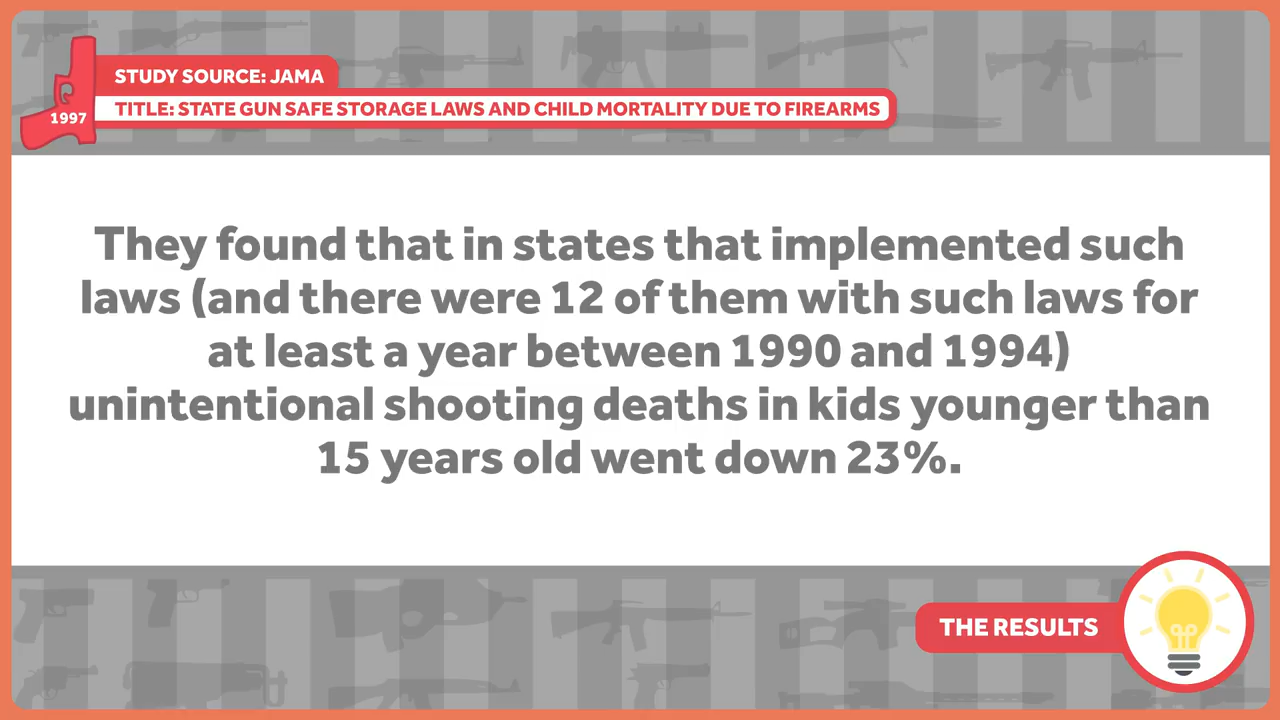 STUDY SOURCE: JAMA
1997
TITLE: STATE GUN SAFE STORAGE LAWS AND CHILD MORTALITY DUE TO FIREARMS
They found that in states that implemented such
laws (and there were 12 of them with such laws for
at least a year between 1990 and 1994)
unintentional shooting deaths in kids younger than
15 years old went down 23%.
THE RESULTS